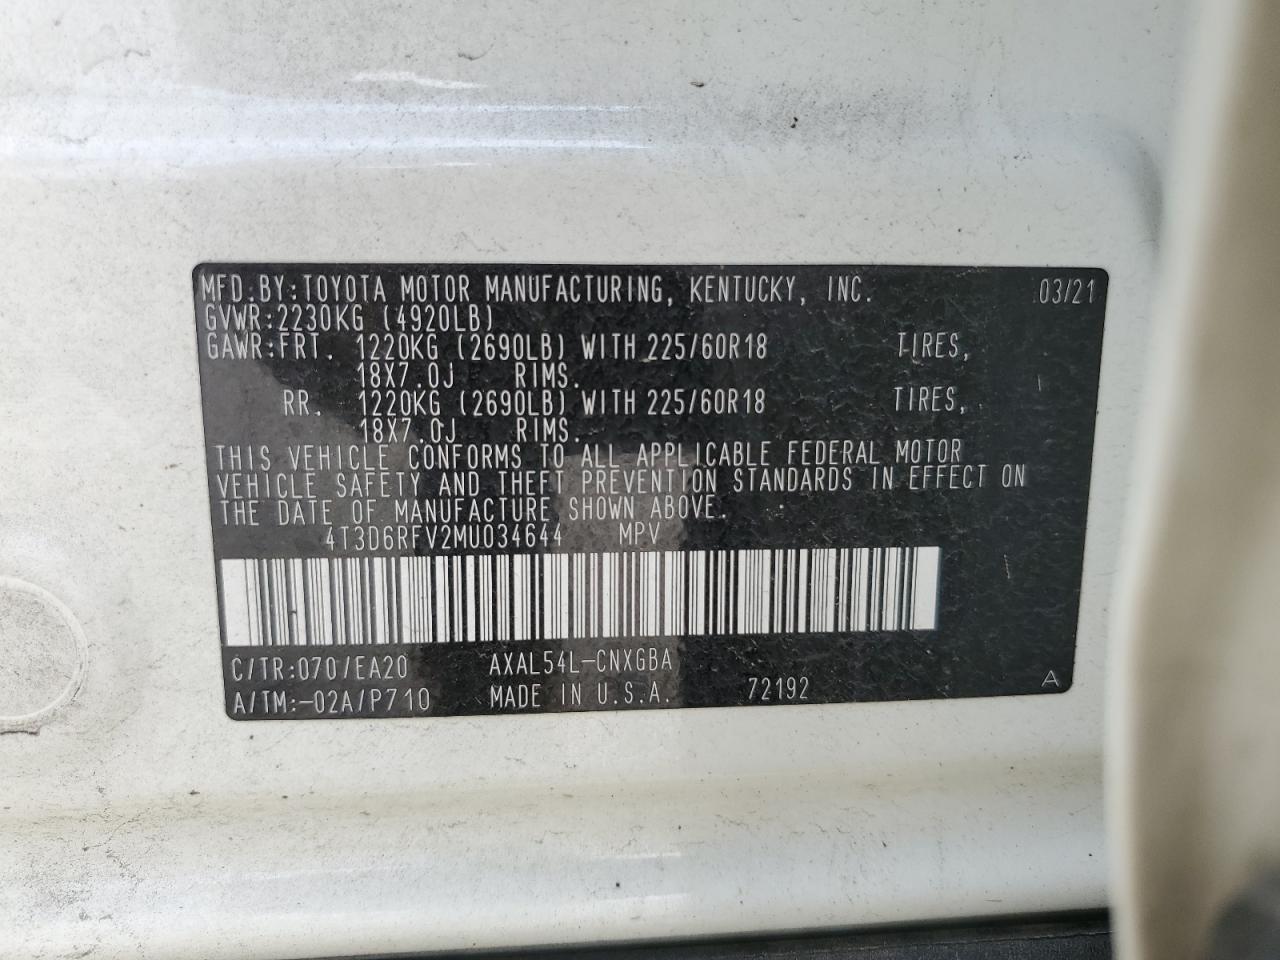 MFD.BY:TOYOTA MOTOR MANUFACTURING, KENTUCKY, INC. 03/21
GVWR:2230KG (4920LB)
GAWR:FRT. 1220KG (2690LB) WITH 225/60R18 TIRES,
18X7.0J RIMS.
RR. 1220KG (2690LB) WITH 225/60R18 TIRES,
18X7.0J RIMS.
THIS VEHICLE CONFORMS TO ALL APPLICABLE FEDERAL MOTOR
VEHICLE SAFETY AND THEFT PREVENTION STANDARDS IN EFFECT ON
THE DATE OF MANUFACTURE SHOWN ABOVE.
4T3D6RFV2MU034644 MPV
C/TR:070/EA20 AXAL54L-CNXGBA
A/TM:-02A/P710 MADE IN U.S.A. 72192 A